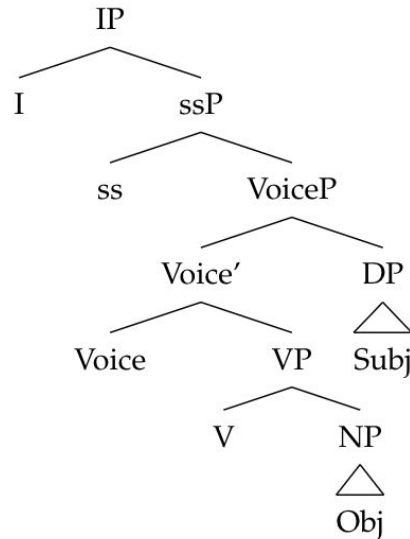 IP
I ssP
ss VoiceP
Voice’ DP
Voice VP Subj
V NP
Obj